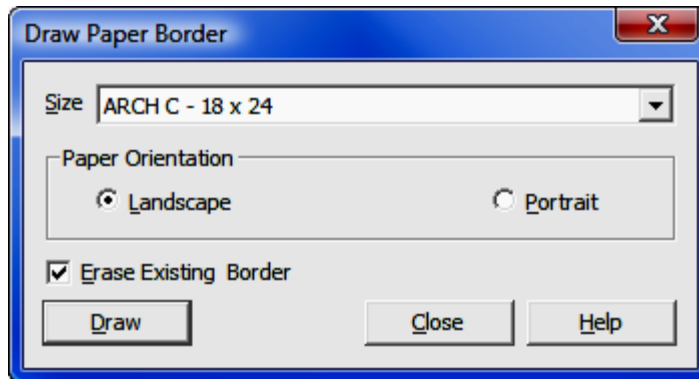 Draw Paper Border
Size ARCH C - 18 x 24
Paper Orientation
Landscape Portrait
Erase Existing Border
Draw Close Help